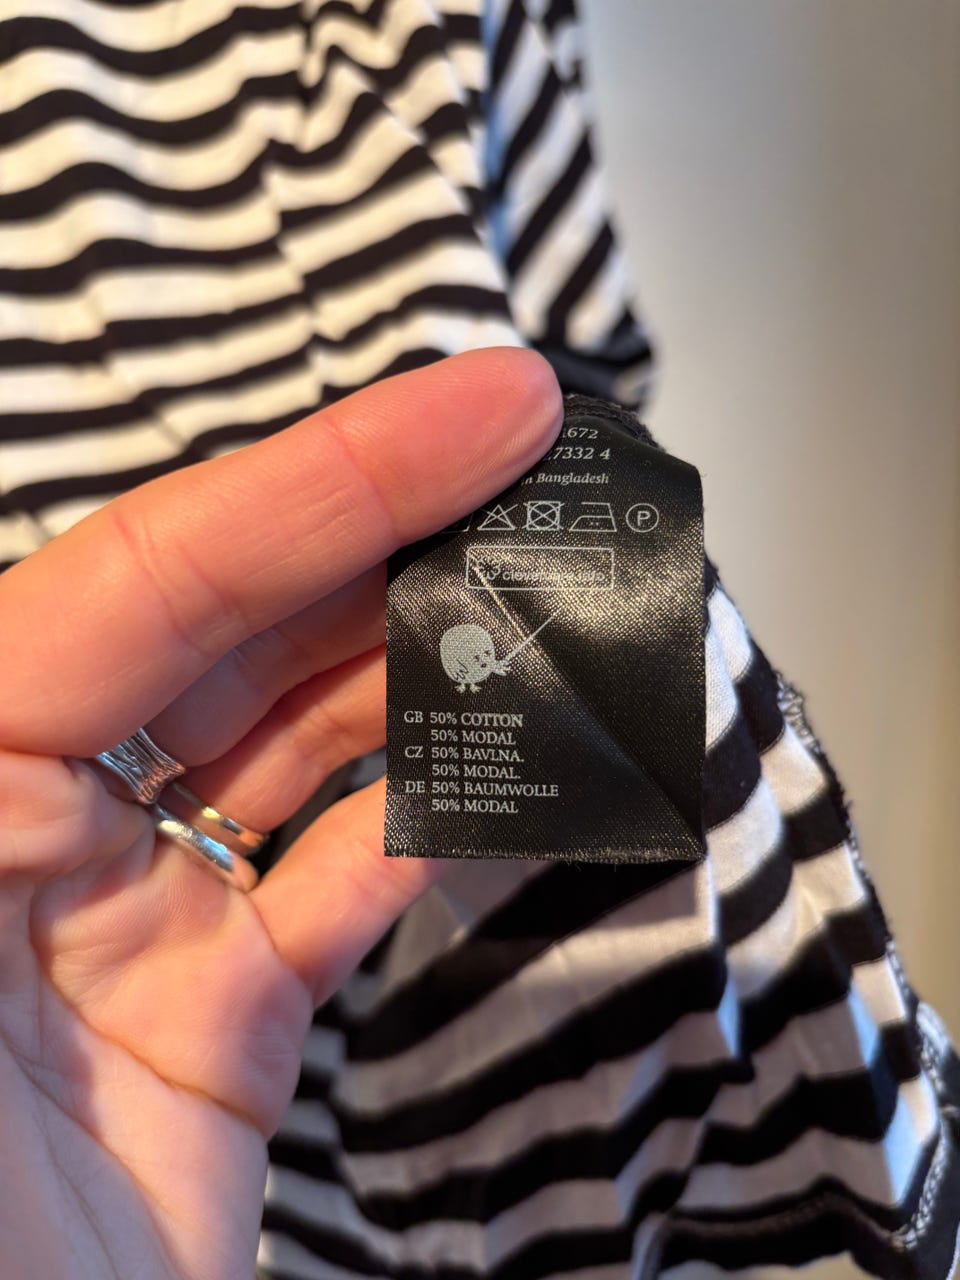 1672
.7332 4
Bangladesh
P
GB 50% COTTON
50% MODAL
CZ 50% BAVLNA.
50% MODAL.
DE 50% BAUMWOLLE
50% MODAL